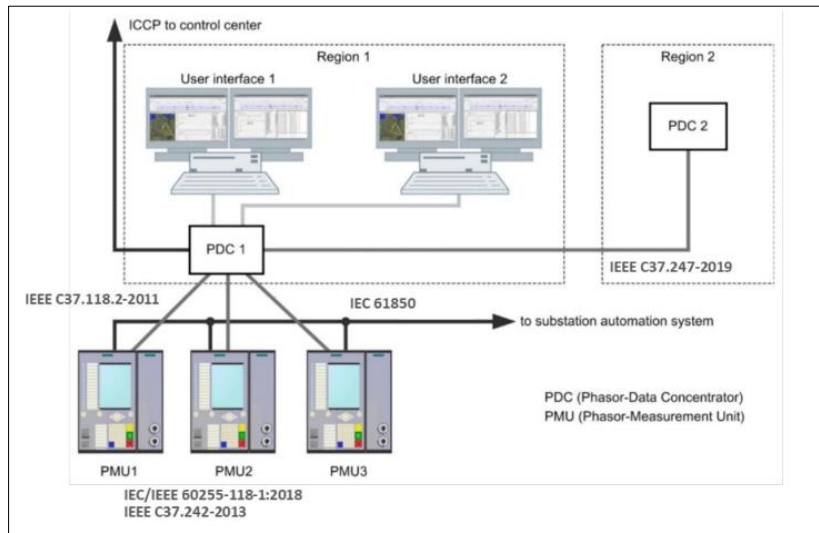 ICCP to control center
Region 1
Region 2
User interface 1
User interface 2
PDC 2
PDC 1
IEEE C37.247-2019
IEEE C37.118.2-2011
IEC 61850
to substation automation system
PDC (Phasor-Data Concentrator)
PMU (Phasor-Measurement Unit)
PMU1
PMU2
PMU3
IEC/IEEE 60255-118-1:2018
IEEE C37.242-2013